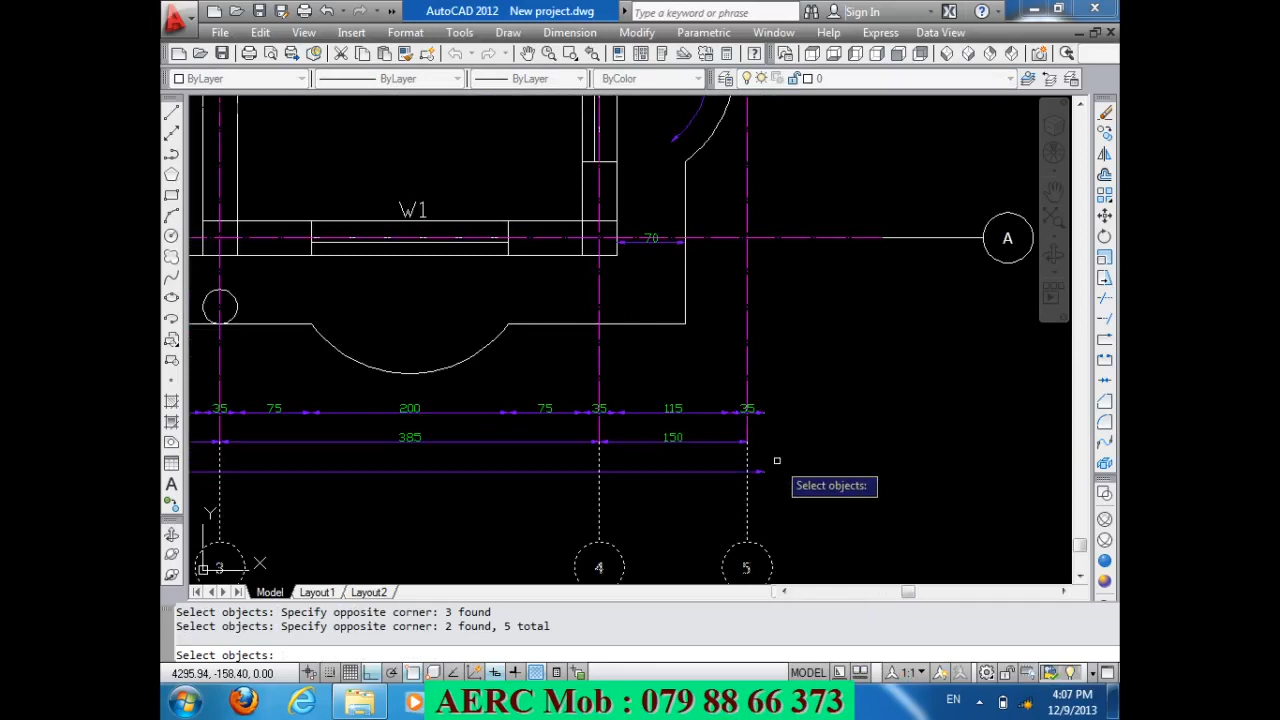 AutoCAD 2012 New project.dwg
Type a keyword or phrase
Sign In
File Edit View Insert Format Tools Draw Dimension Modify Parametric Window Help Express Data View
ByLayer ByLayer ByLayer ByColor 0
W1
70
A
35 75 200 75 35 115 35
385 150
Select objects:
Y
X
3 4 5
Model Layout1 Layout2
Select objects: Specify opposite corner: 3 found
Select objects: Specify opposite corner: 2 found, 5 total
Select objects:
4295.94, -158.40, 0.00
MODEL 1:1
AERC Mob : 079 88 66 373
EN
4:07 PM
12/9/2013